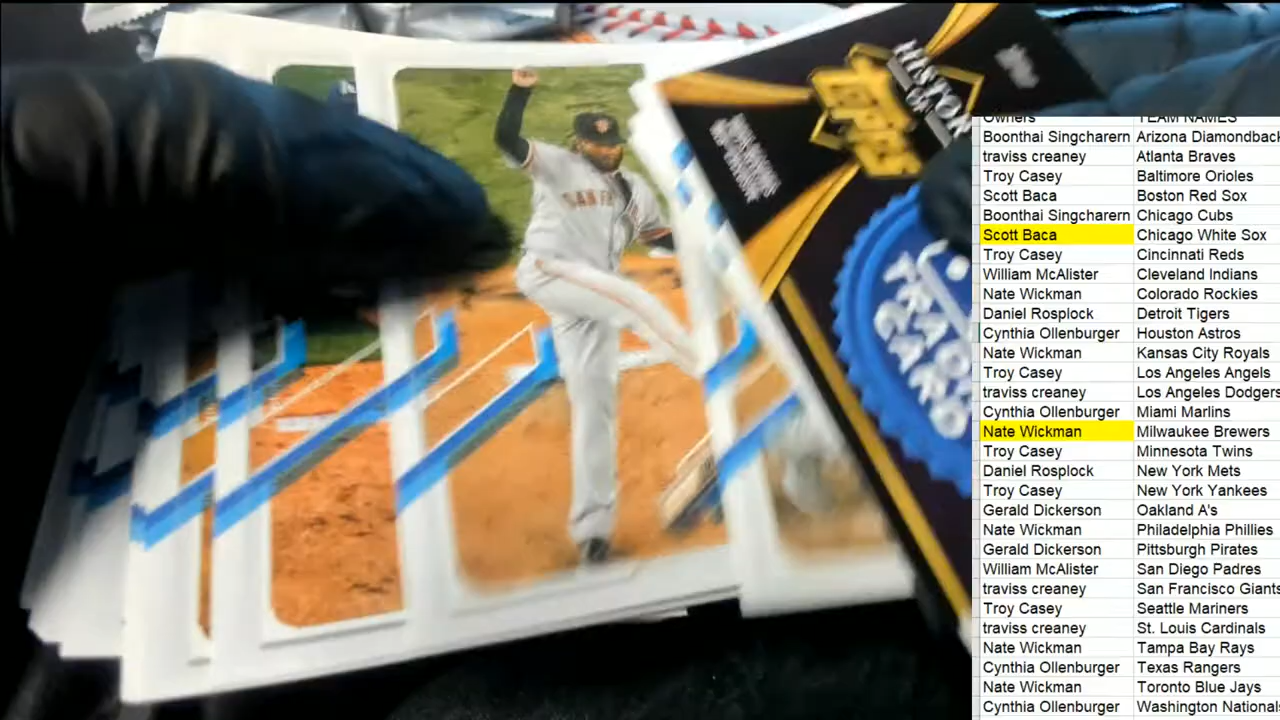 HISTORY
OF
TOPPS
SAN FR
TRADING
CARD
Owners TEAM NAMES
Boonthai Singcharern Arizona Diamondback
traviss creaney Atlanta Braves
Troy Casey Baltimore Orioles
Scott Baca Boston Red Sox
Boonthai Singcharern Chicago Cubs
Scott Baca Chicago White Sox
Troy Casey Cincinnati Reds
William McAlister Cleveland Indians
Nate Wickman Colorado Rockies
Daniel Rosplock Detroit Tigers
Cynthia Ollenburger Houston Astros
Nate Wickman Kansas City Royals
Troy Casey Los Angeles Angels
traviss creaney Los Angeles Dodgers
Cynthia Ollenburger Miami Marlins
Nate Wickman Milwaukee Brewers
Troy Casey Minnesota Twins
Daniel Rosplock New York Mets
Troy Casey New York Yankees
Gerald Dickerson Oakland A's
Nate Wickman Philadelphia Phillies
Gerald Dickerson Pittsburgh Pirates
William McAlister San Diego Padres
traviss creaney San Francisco Giants
Troy Casey Seattle Mariners
traviss creaney St. Louis Cardinals
Nate Wickman Tampa Bay Rays
Cynthia Ollenburger Texas Rangers
Nate Wickman Toronto Blue Jays
Cynthia Ollenburger Washington National